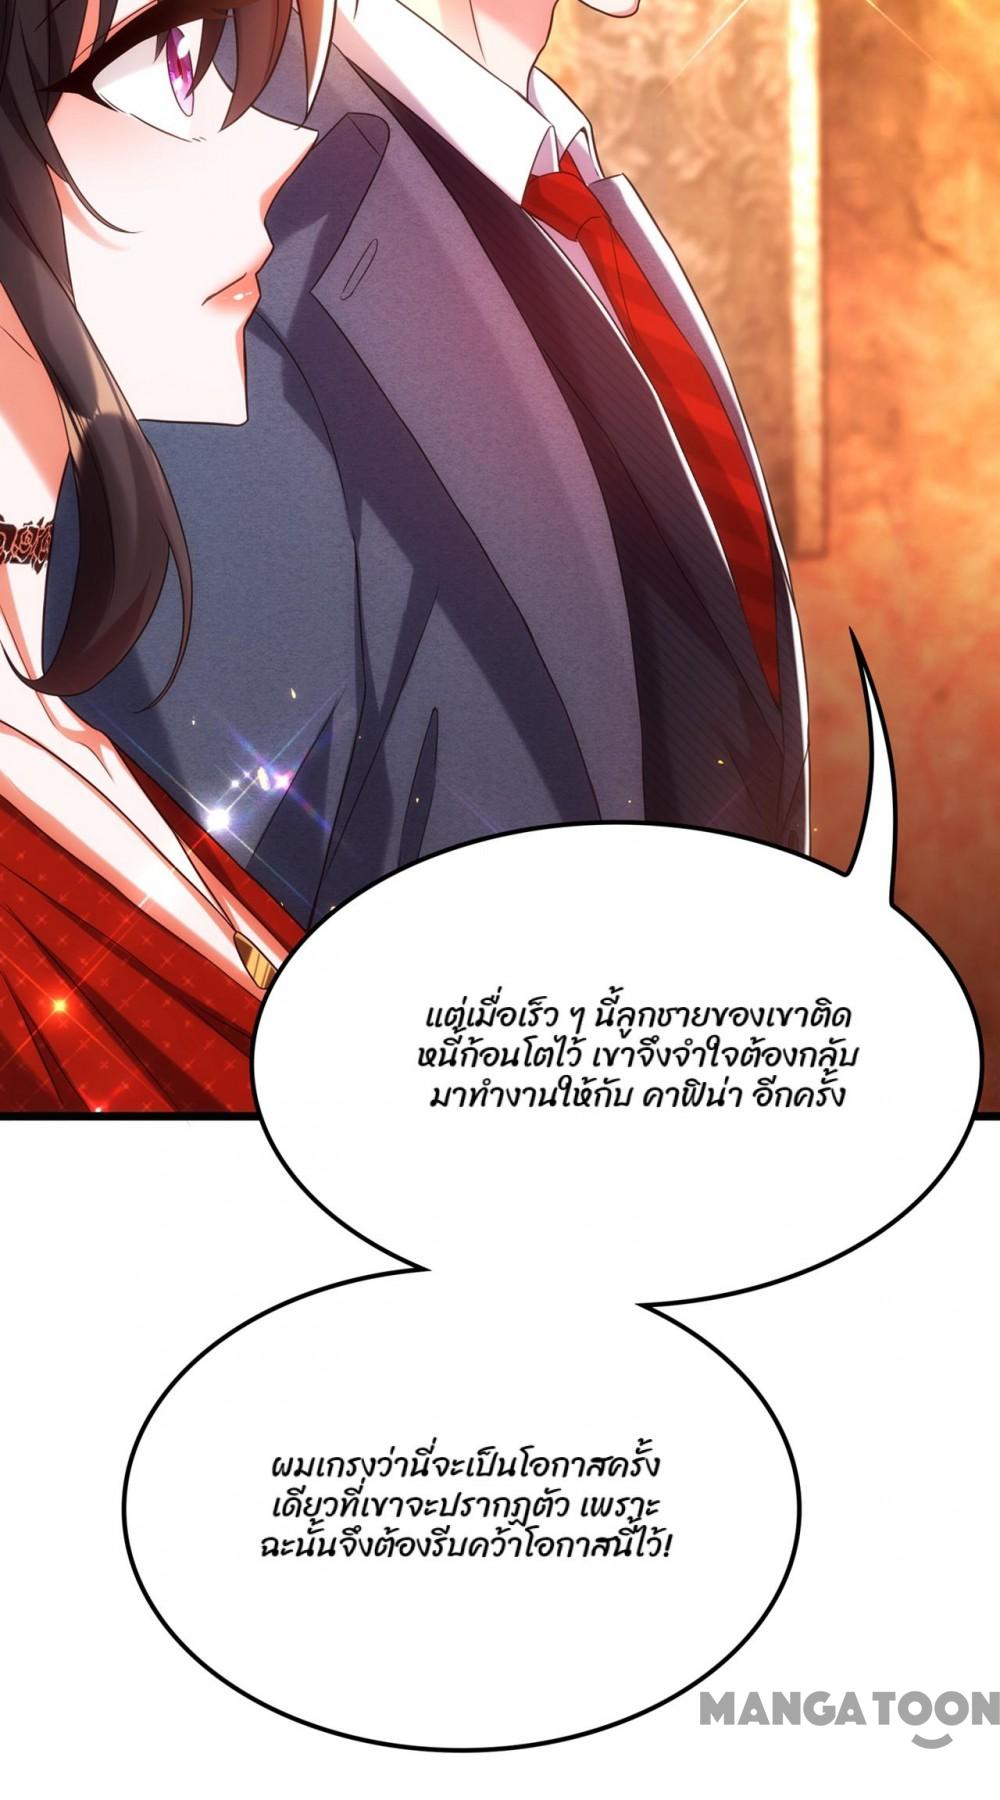 แต่เมื่อเร็ว ๆ นี้ลูกชายของเขาติด
หนี้ก้อนโตไว้ เขาจึงจำใจต้องกลับ
มาทำงานให้กับ คาฟิน่า อีกครั้ง
ผมเกรงว่านี่จะเป็นโอกาสครั้ง
เดียวที่เขาจะปรากฏตัว เพราะ
ฉะนั้นจึงต้องรีบคว้าโอกาสนี้ไว้!
MANGATOON